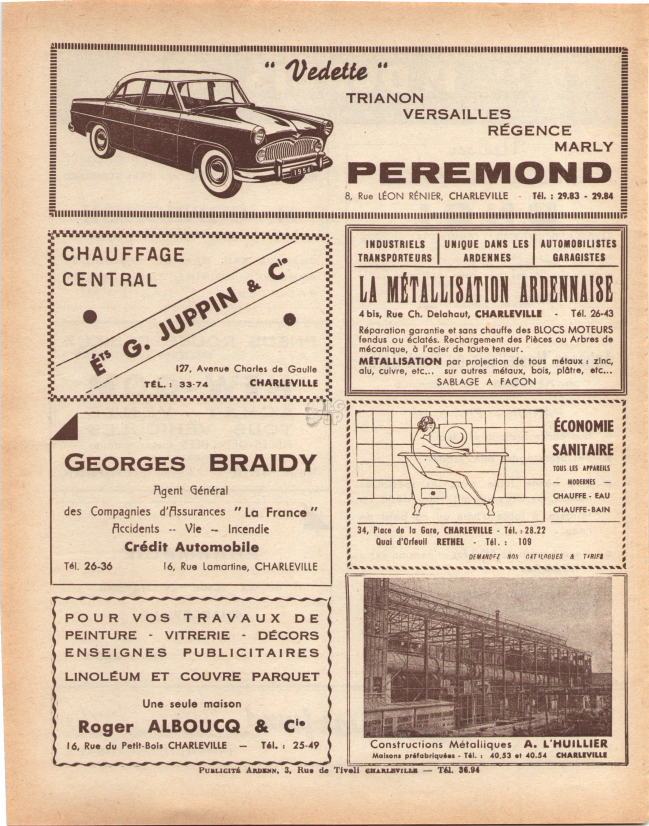 “ Vedette “
TRIANON
VERSAILLES
RÉGENCE
MARLY
PEREMOND
8, Rue LÉON RÉNIER, CHARLEVILLE - Tél. : 29.83 - 29.84
1956
CHAUFFAGE
CENTRAL
Éts G. JUPPIN & Cie
127, Avenue Charles de Gaulle
TÉL. : 33-74 CHARLEVILLE
INDUSTRIELS UNIQUE DANS LES AUTOMOBILISTES
TRANSPORTEURS ARDENNES GARAGISTES
LA MÉTALLISATION ARDENNAISE
4 bis, Rue Ch. Delahaut, CHARLEVILLE - Tél. 26-43
Réparation garantie et sans chauffe des BLOCS MOTEURS
fendus ou éclatés. Rechargement des Pièces ou Arbres de
mécanique, à l'acier de toute teneur.
MÉTALLISATION par projection de tous métaux : zinc,
alu, cuivre, etc... sur autres métaux, bois, plâtre, etc...
SABLAGE A FAÇON
GEORGES BRAIDY
Agent Général
des Compagnies d'Assurances "La France"
Accidents -- Vie -- Incendie
Crédit Automobile
Tél. 26-36 16, Rue Lamartine, CHARLEVILLE
ÉCONOMIE
SANITAIRE
TOUS LES APPAREILS
— MODERNES —
CHAUFFE - EAU
CHAUFFE-BAIN
34, Place de la Gare, CHARLEVILLE - Tél. : 28.22
Quai d'Orfeuil RETHEL - Tél. : 109
DEMANDEZ NOS CATALOGUES & TARIFS
POUR VOS TRAVAUX DE
PEINTURE - VITRERIE - DÉCORS
ENSEIGNES PUBLICITAIRES
LINOLÉUM ET COUVRE PARQUET
Une seule maison
Roger ALBOUCQ & Cie
16, Rue du Petit-Bois CHARLEVILLE — Tél. : 25-49
Constructions Métalliques A. L'HUILLIER
Maisons préfabriquées - Tél. : 40.53 et 40.54 CHARLEVILLE
PUBLICITÉ ARDENN, 3, Rue de Tivoli CHARLEVILLE — Tél. 36.94